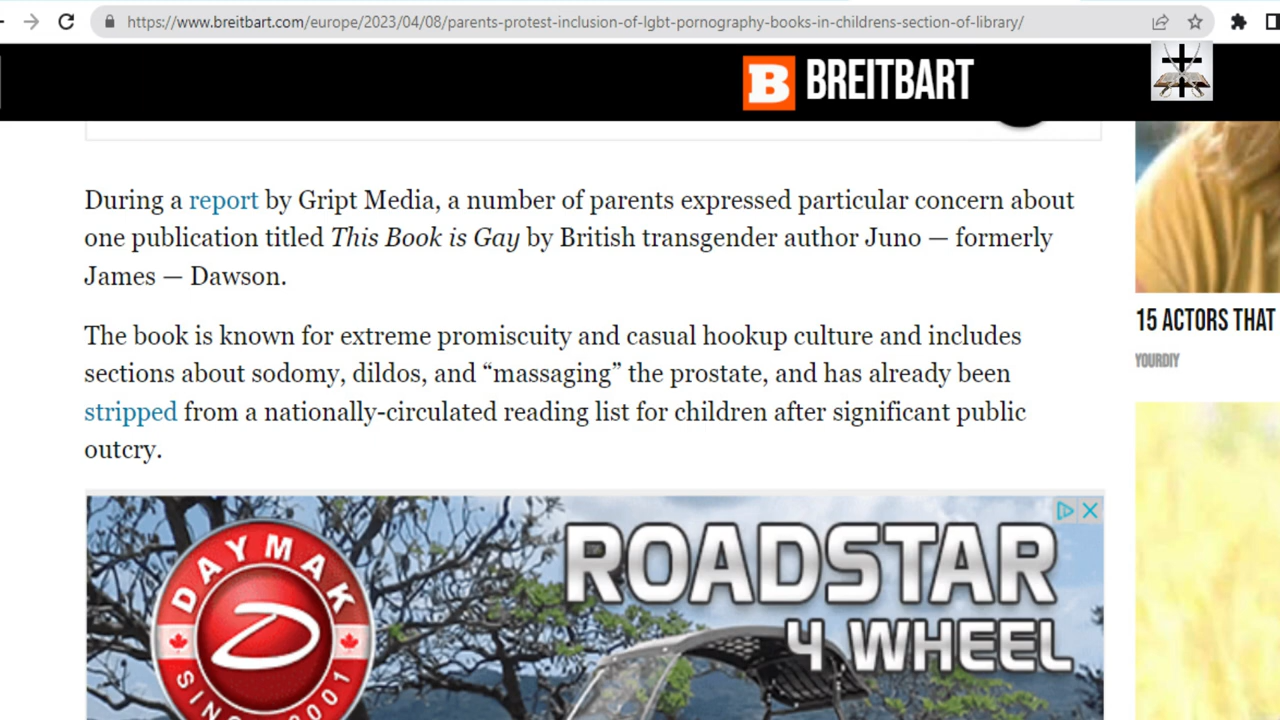 https://www.breitbart.com/europe/2023/04/08/parents-protest-inclusion-of-lgbt-pornography-books-in-childrens-section-of-library/
B BREITBART
During a report by Gript Media, a number of parents expressed particular concern about
one publication titled This Book is Gay by British transgender author Juno — formerly
James — Dawson.
The book is known for extreme promiscuity and casual hookup culture and includes
sections about sodomy, dildos, and “massaging” the prostate, and has already been
stripped from a nationally-circulated reading list for children after significant public
outcry.
15 ACTORS THAT
YOURDIY
DAYMAK
SINCE 2001
ROADSTAR
4 WHEEL